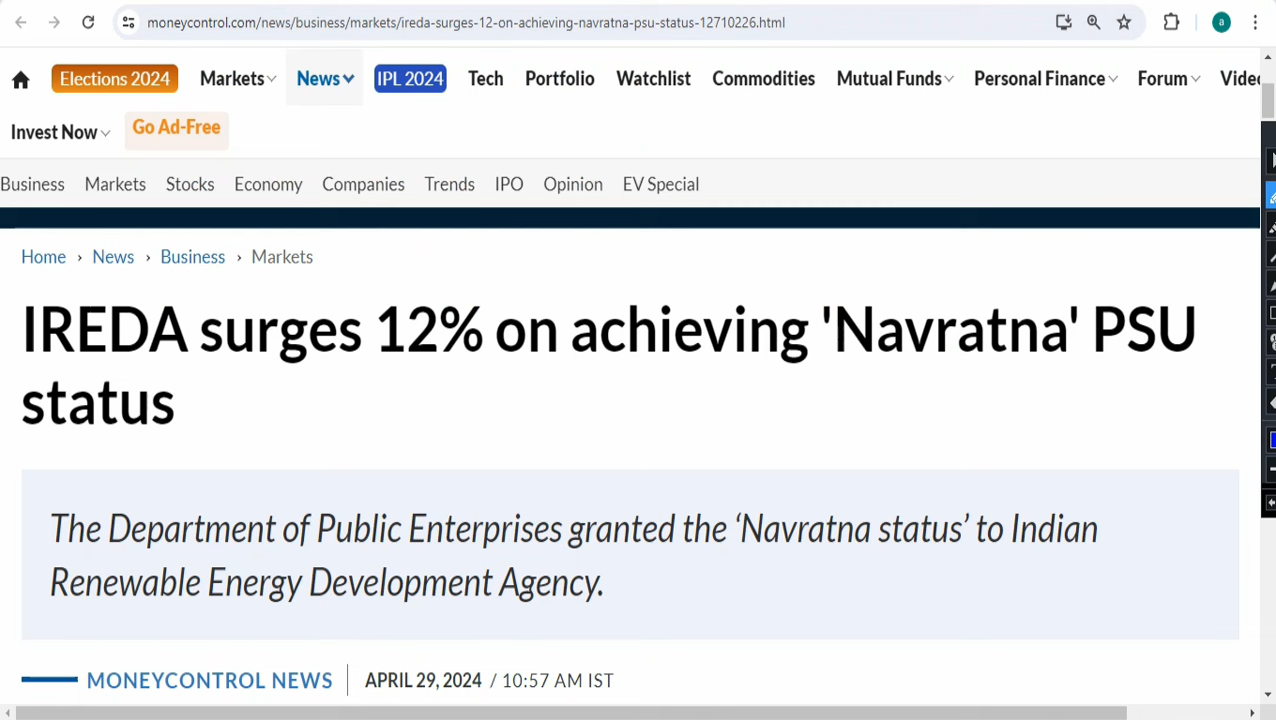 moneycontrol.com/news/business/markets/ireda-surges-12-on-achieving-navratna-psu-status-12710226.html
a
Elections 2024 Markets News IPL 2024 Tech Portfolio Watchlist Commodities Mutual Funds Personal Finance Forum Video
Invest Now Go Ad-Free
Business Markets Stocks Economy Companies Trends IPO Opinion EV Special
Home › News › Business › Markets
IREDA surges 12% on achieving 'Navratna' PSU
status
The Department of Public Enterprises granted the ‘Navratna status’ to Indian
Renewable Energy Development Agency.
MONEYCONTROL NEWS | APRIL 29, 2024 / 10:57 AM IST